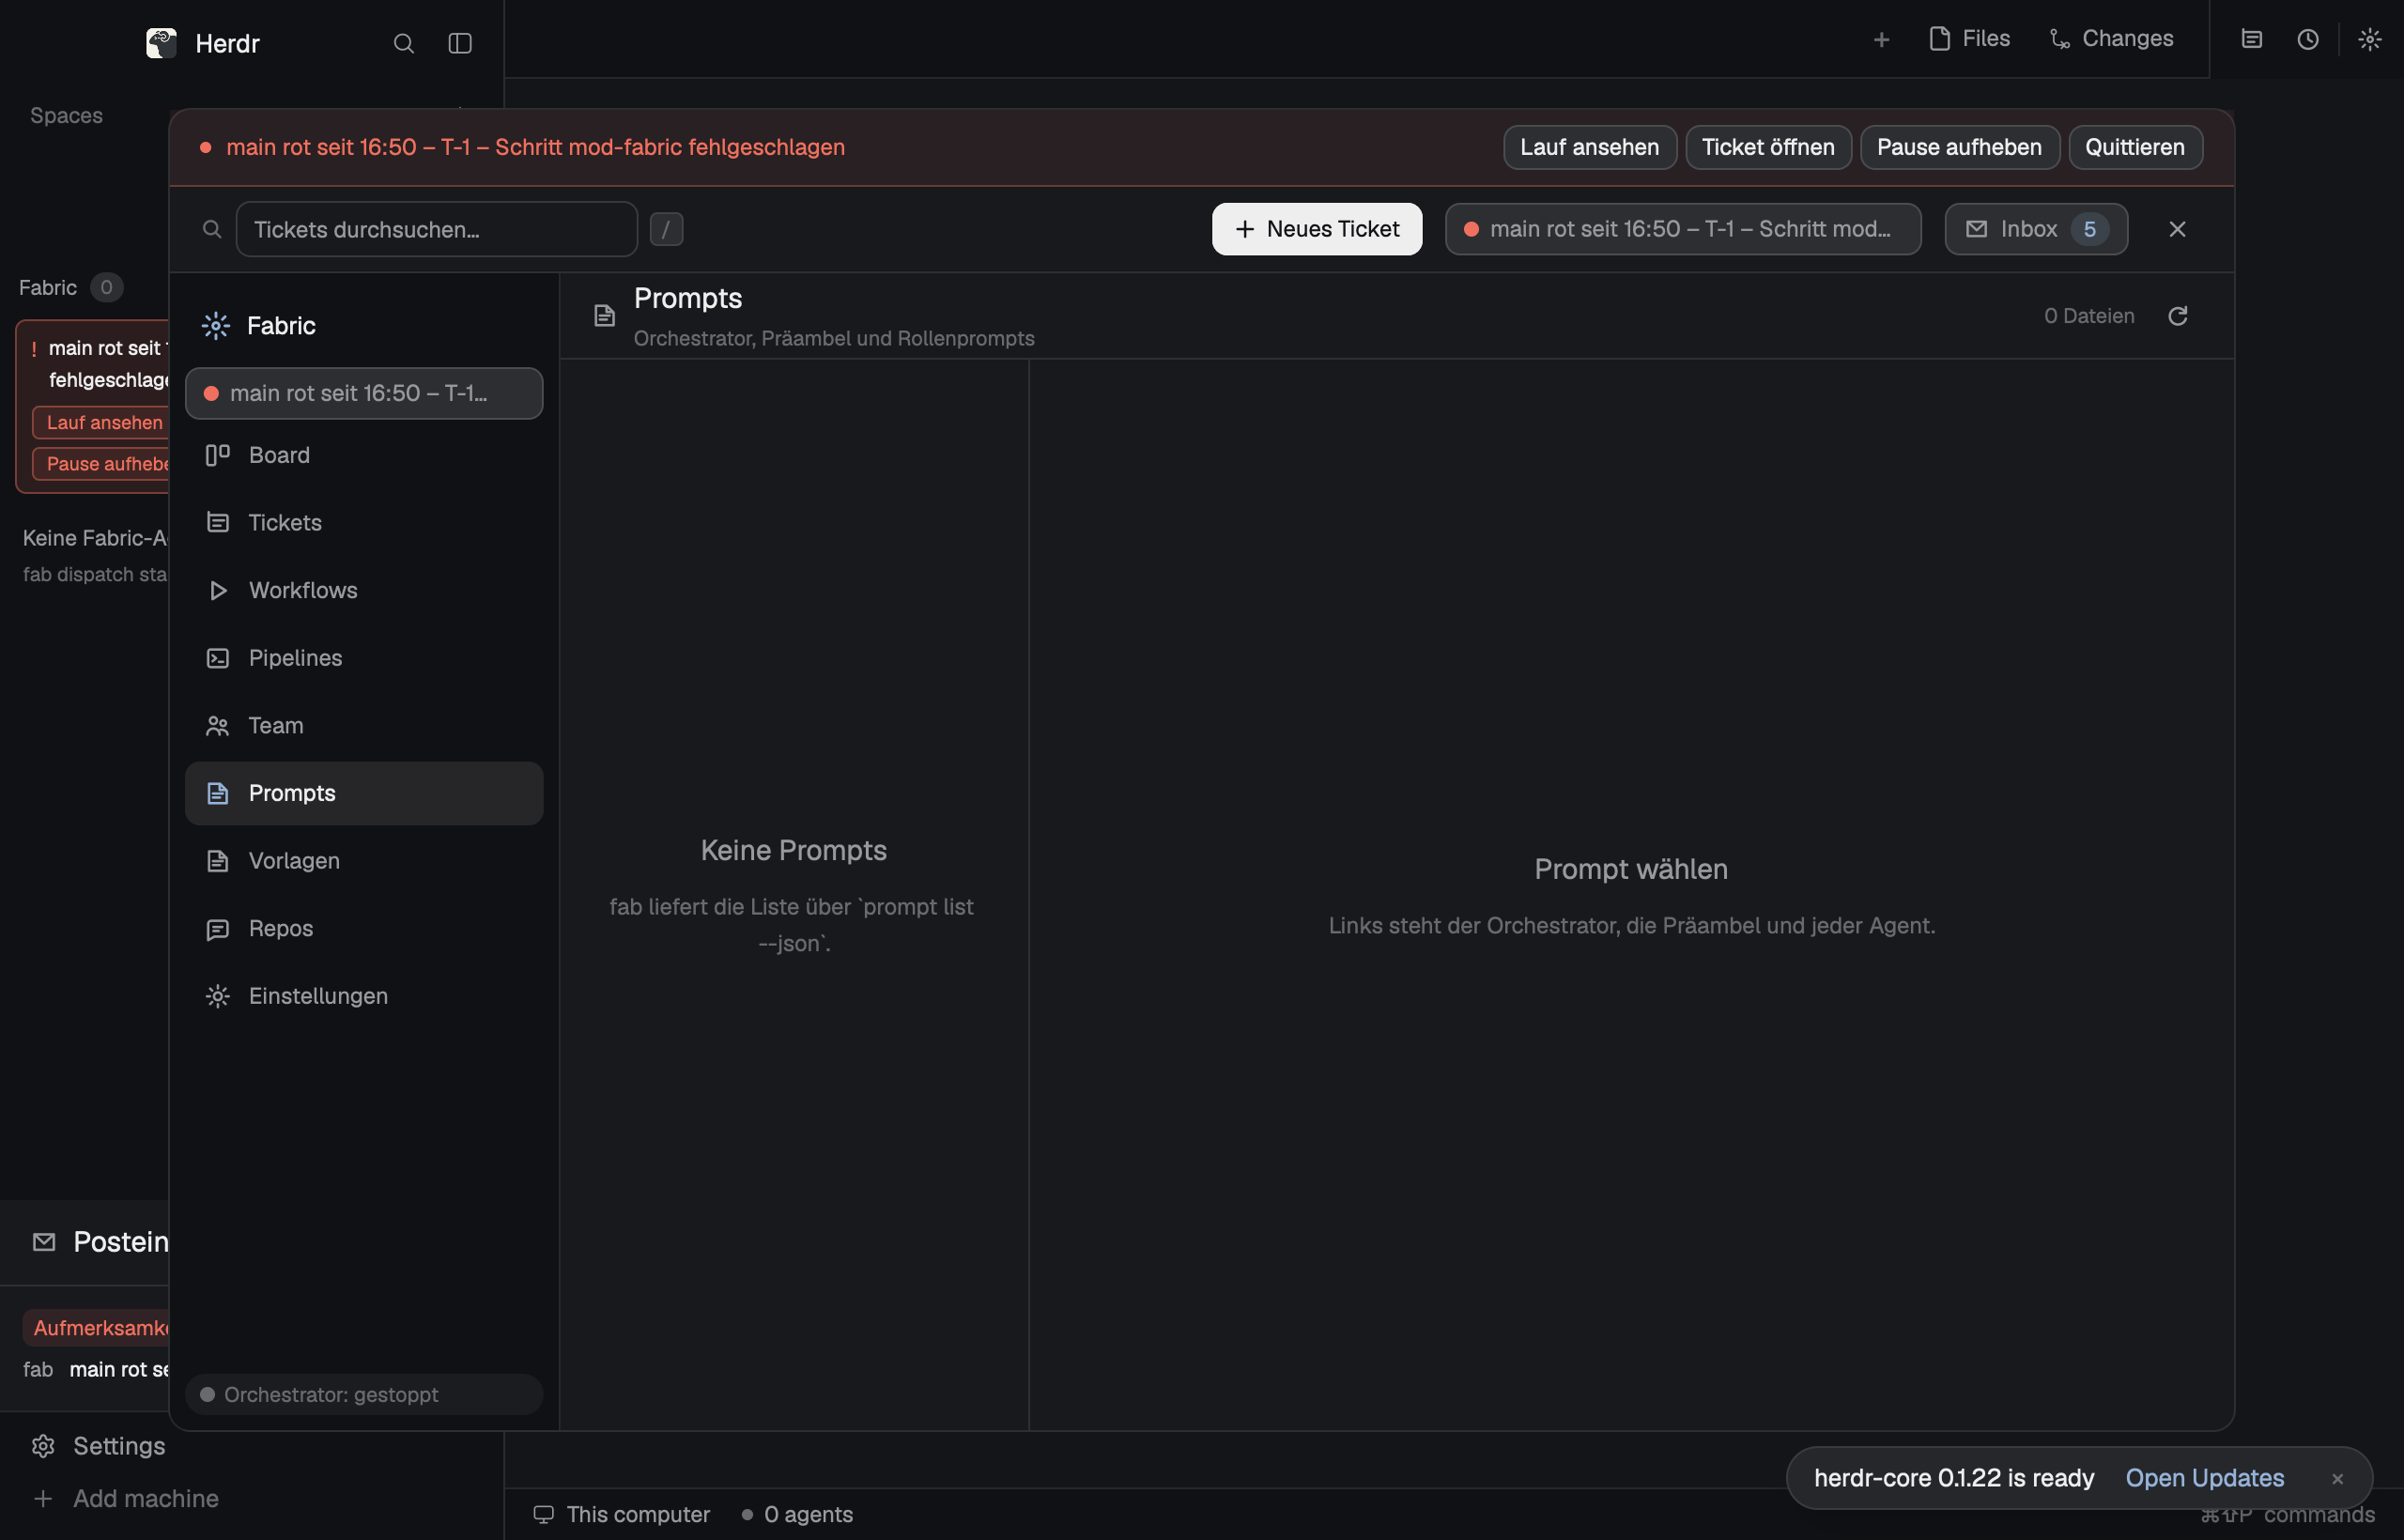 Herdr
Files
Changes
Spaces
main rot seit 16:50 – T-1 – Schritt mod-fabric fehlgeschlagen
Lauf ansehen
Ticket öffnen
Pause aufheben
Quittieren
Tickets durchsuchen...
/
+ Neues Ticket
main rot seit 16:50 – T-1 – Schritt mod...
Inbox 5
Fabric 0
! main rot seit
fehlgeschlage
Lauf ansehen
Pause aufhebe
Keine Fabric-A
fab dispatch sta
Fabric
main rot seit 16:50 – T-1...
Board
Tickets
Workflows
Pipelines
Team
Prompts
Vorlagen
Repos
Einstellungen
Orchestrator: gestoppt
Prompts
Orchestrator, Präambel und Rollenprompts
0 Dateien
Keine Prompts
fab liefert die Liste über `prompt list
--json`.
Prompt wählen
Links steht der Orchestrator, die Präambel und jeder Agent.
Postein
Aufmerksamk
fab main rot se
Settings
+ Add machine
This computer
0 agents
herdr-core 0.1.22 is ready
Open Updates
⌘⇧P commands